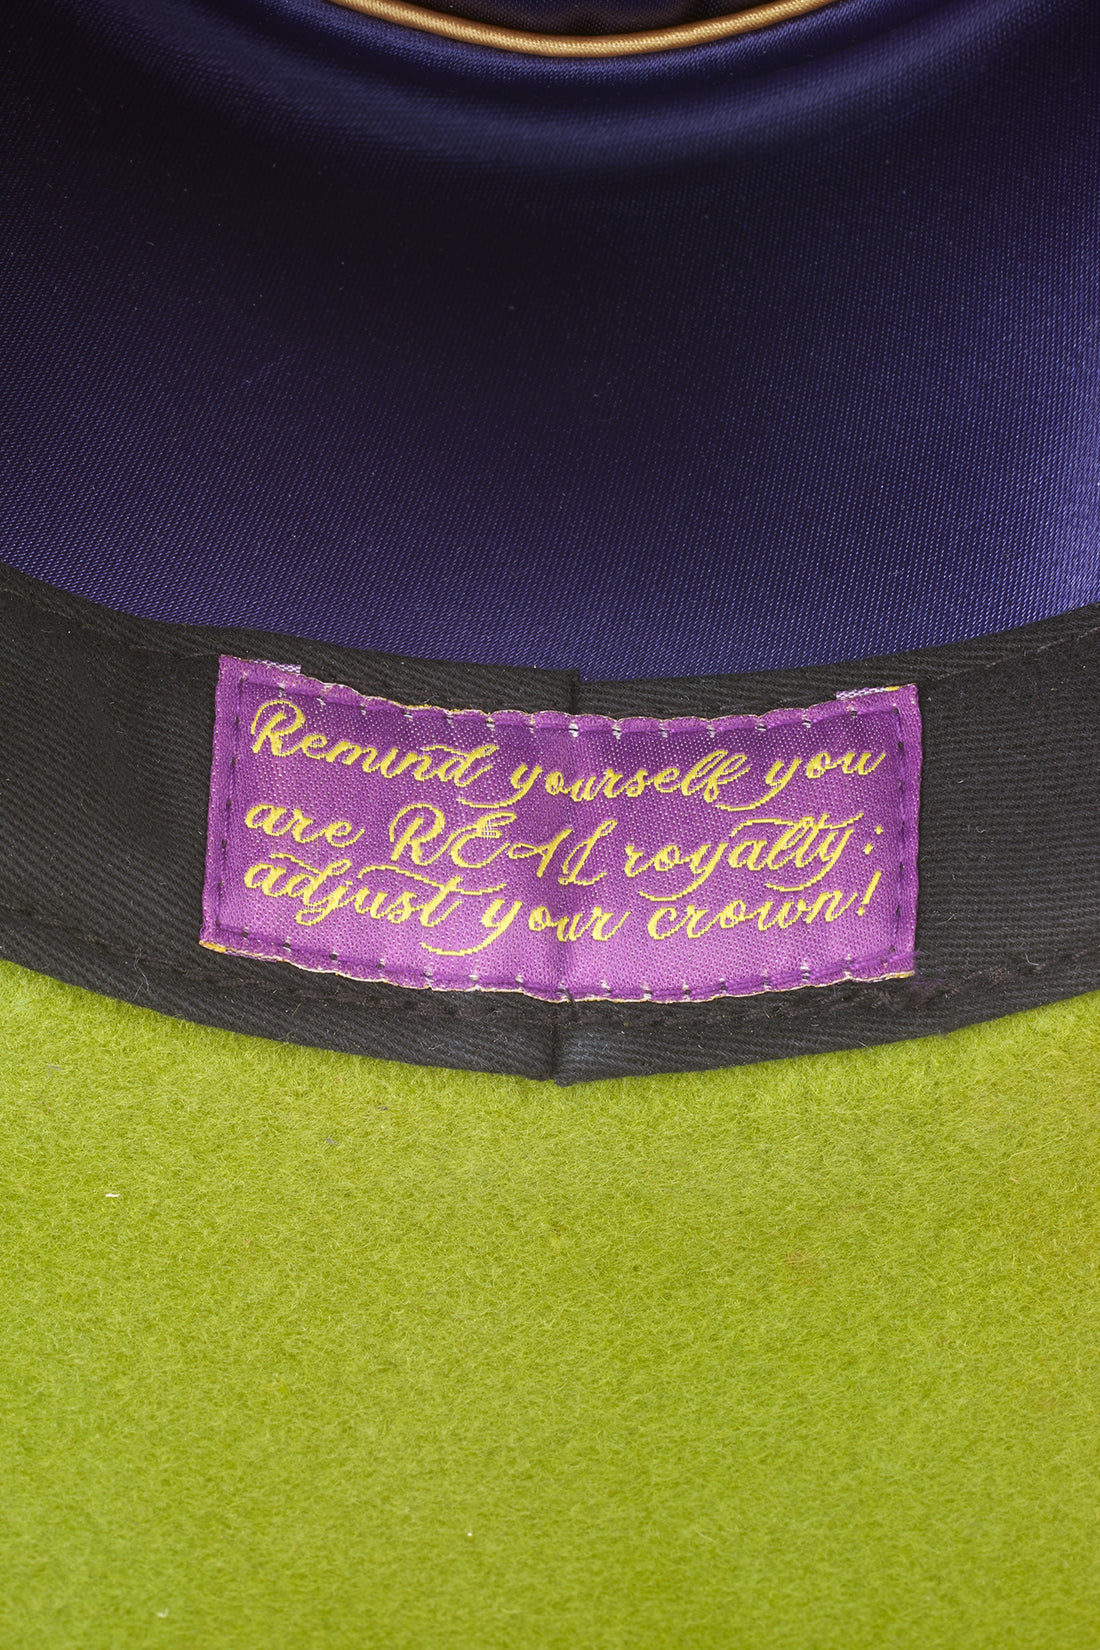 Remind yourself you
are REAL royalty;
adjust your crown!